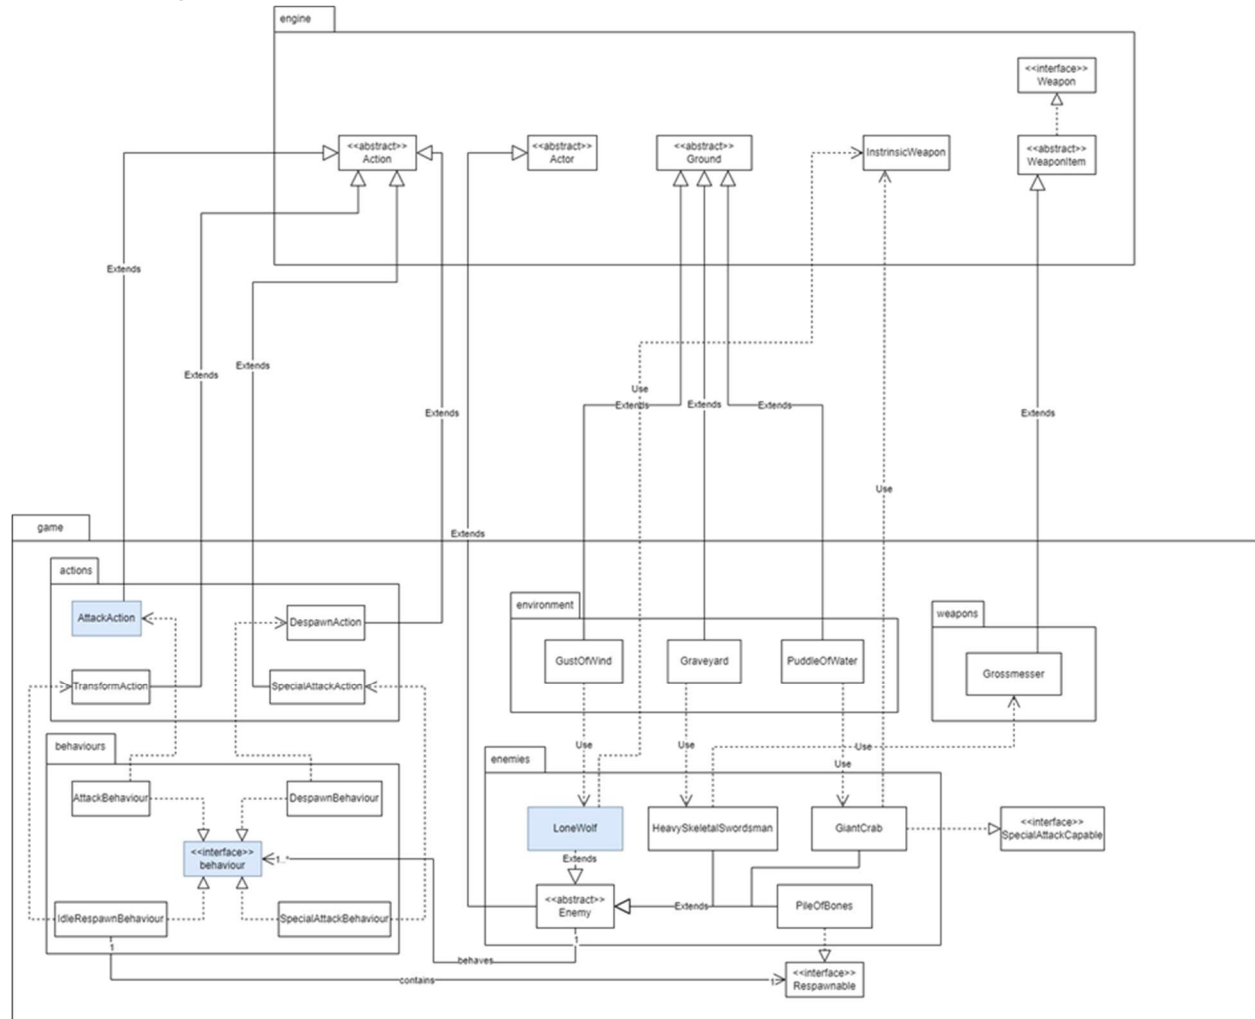 engine
<<interface>>
Weapon
<<abstract>>
Action
<<abstract>>
Actor
<<abstract>>
Ground
InstrinsicWeapon
<<abstract>>
WeaponItem
Extends
Extends
Extends
Extends
Use
Extends
Extends
Extends
Extends
Use
Extends
game
actions
AttackAction
DespawnAction
TransformAction
SpecialAttackAction
environment
GustOfWind
Graveyard
PuddleOfWater
weapons
Grossmesser
behaviours
AttackBehaviour
DespawnBehaviour
<<interface>>
behaviour
1..*
IdleRespawnBehaviour
SpecialAttackBehaviour
1
Use
Use
Use
Use
enemies
LoneWolf
HeavySkeletalSwordsman
GiantCrab
<<interface>>
SpecialAttackCapable
Extends
<<abstract>>
Enemy
Extends
PileOfBones
1
behaves
contains
1
<<interface>>
Respawnable